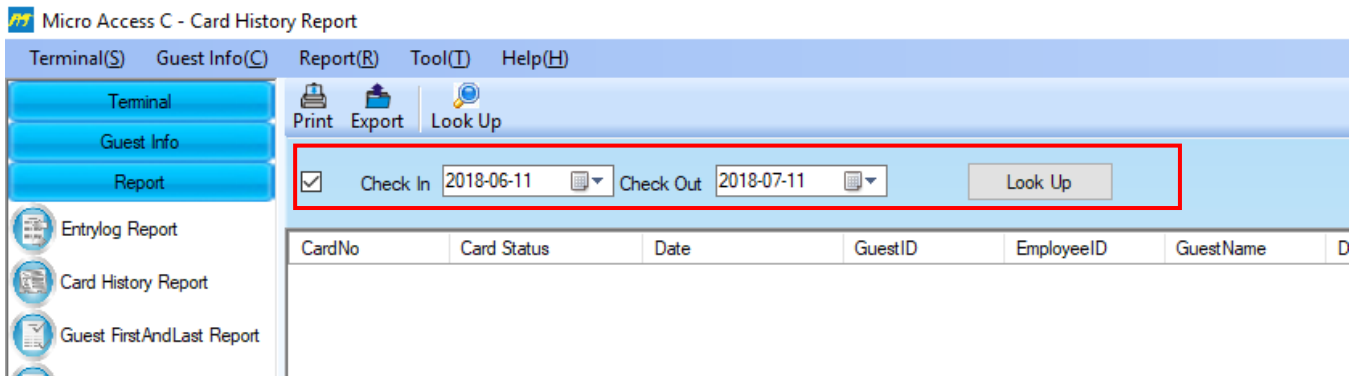 Micro Access C - Card History Report
Terminal(S) Guest Info(C) Report(R) Tool(T) Help(H)
Terminal
Guest Info
Report
Entrylog Report
Card History Report
Guest FirstAndLast Report
Print Export Look Up
Check In 2018-06-11 Check Out 2018-07-11 Look Up
CardNo Card Status Date GuestID EmployeeID GuestName D